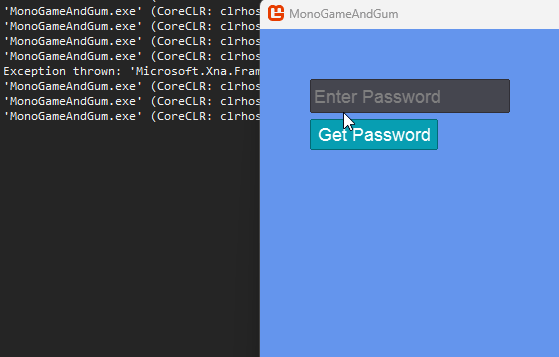 'MonoGameAndGum.exe' (CoreCLR: clrhos
MonoGameAndGum
'MonoGameAndGum.exe' (CoreCLR: clrhos
'MonoGameAndGum.exe' (CoreCLR: clrhos
'MonoGameAndGum.exe' (CoreCLR: clrhos
Exception thrown: 'Microsoft.Xna.Fram
'MonoGameAndGum.exe' (CoreCLR: clrhos
'MonoGameAndGum.exe' (CoreCLR: clrhos
'MonoGameAndGum.exe' (CoreCLR: clrhos
Enter Password
Get Password